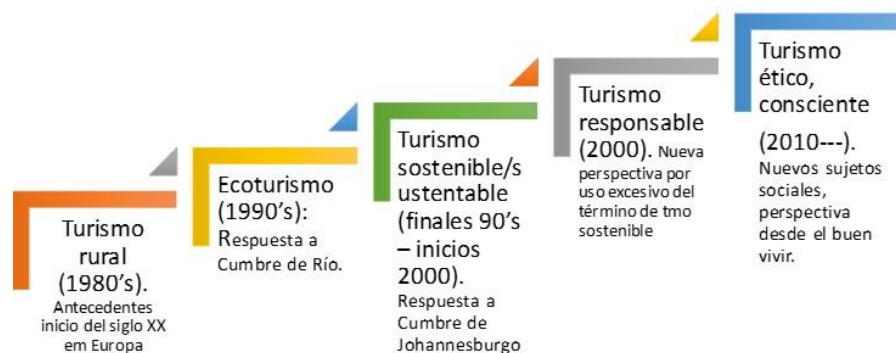 Turismo
rural
(1980’s).
Antecedentes
inicio del siglo XX
em Europa
Ecoturismo
(1990’s):
Respuesta a
Cumbre de Río.
Turismo
sostenible/s
ustentable
(finales 90’s
– inicios
2000).
Respuesta a
Cumbre de
Johannesburgo
Turismo
responsable
(2000). Nueva
perspectiva por
uso excesivo del
término de tmo
sostenible
Turismo
ético,
consciente
(2010---).
Nuevos sujetos
sociales,
perspectiva
desde el buen
vivir.